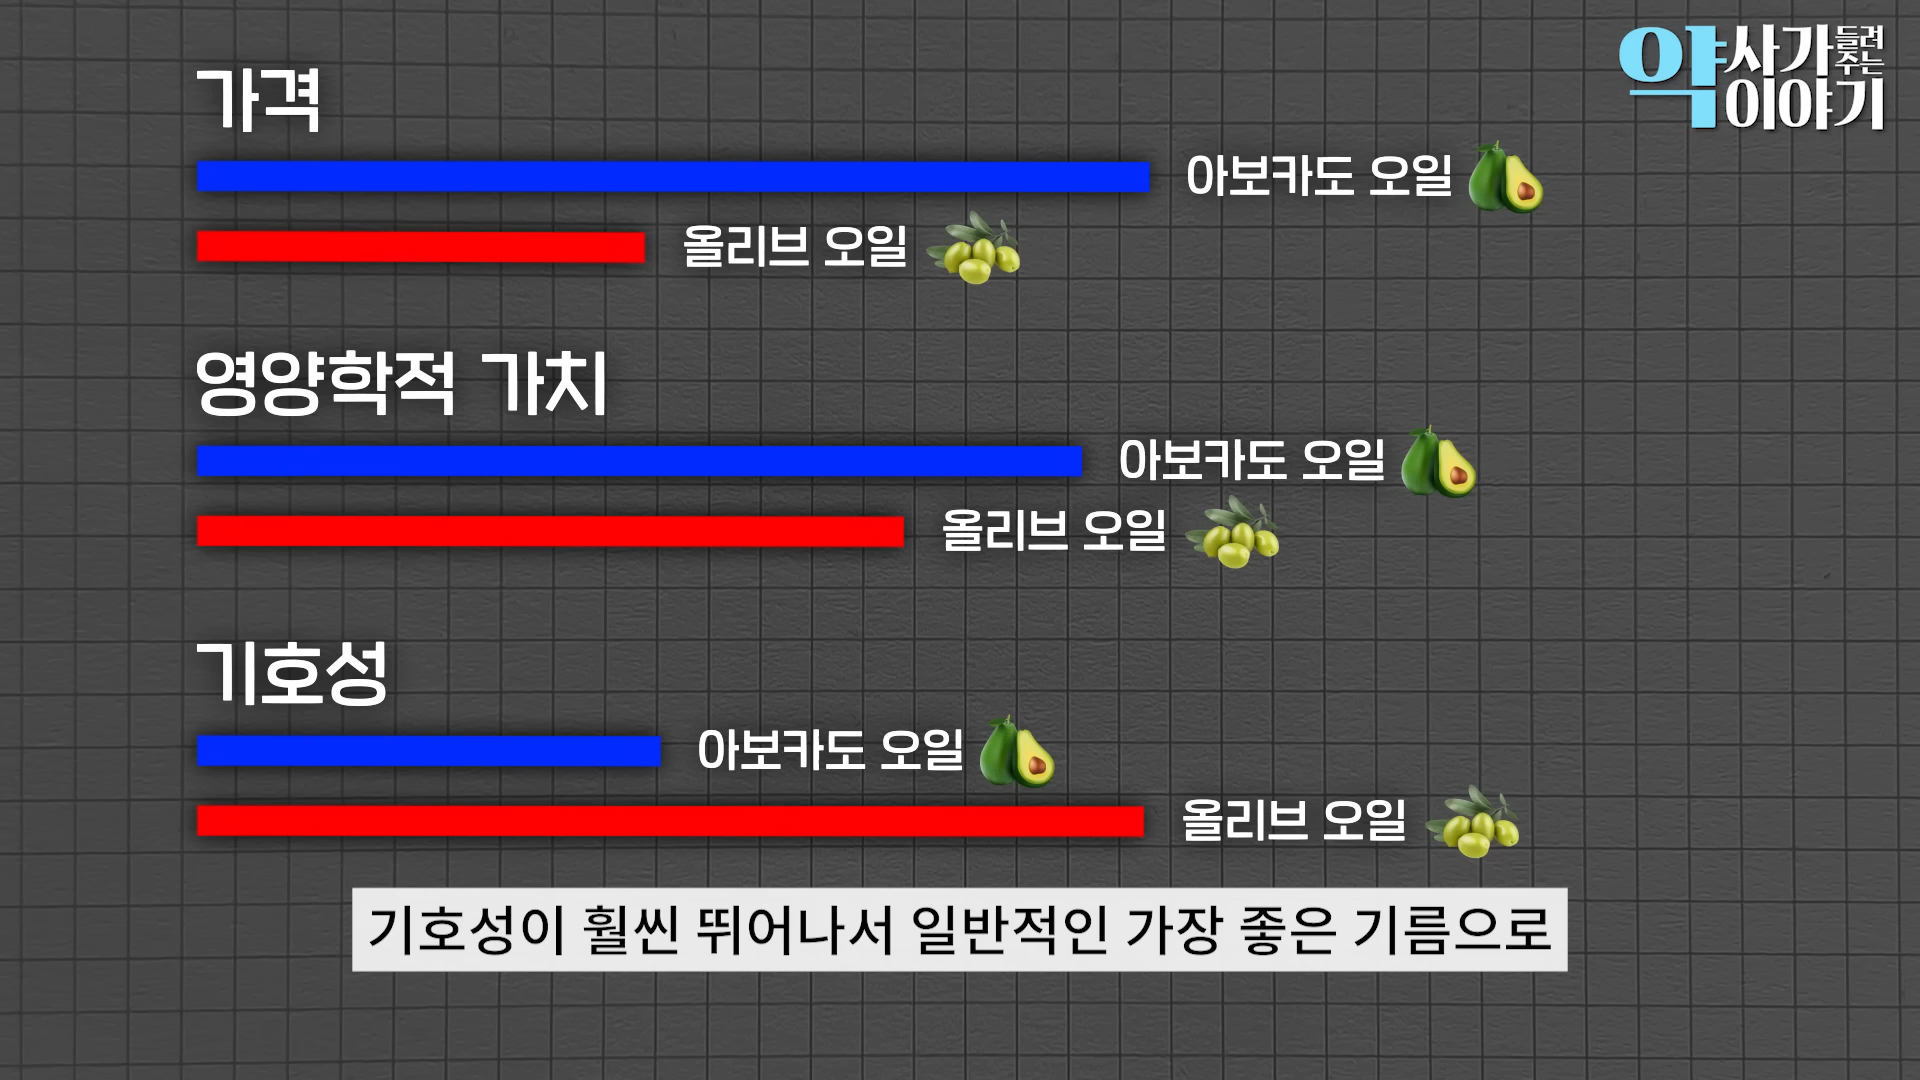 약사가 들려주는
이야기
가격
아보카도 오일
올리브 오일
영양학적 가치
아보카도 오일
올리브 오일
기호성
아보카도 오일
올리브 오일
기호성이 훨씬 뛰어나서 일반적인 가장 좋은 기름으로